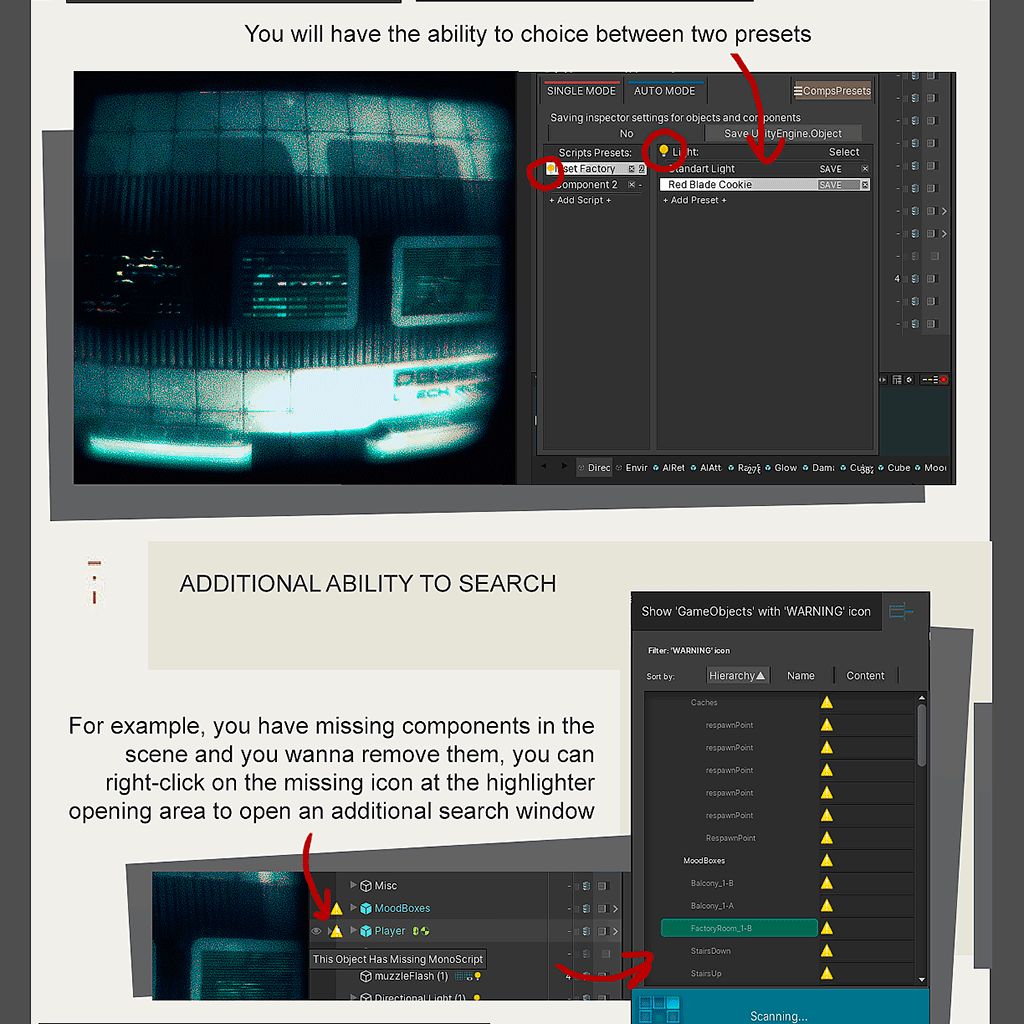 You will have the ability to choice between two presets
SINGLE MODE AUTO MODE CompsPresets
Saving inspector settings for objects and components
No Save UnityEngine.Object
Scripts Presets: Light: Select
Factory Standart Light SAVE
Component 2 Red Blade Cookie SAVE
+ Add Script + + Add Preset +
4
Direc Envir AIRet AIAtt Glow Dama Cube Mood
ADDITIONAL ABILITY TO SEARCH
Show 'GameObjects' with 'WARNING' icon
Filter: 'WARNING' icon
Sort by: Hierarchy Name Content
Caches
respawnPoint
respawnPoint
respawnPoint
respawnPoint
respawnPoint
RespawnPoint
MoodBoxes
Balcony_1-B
Balcony_1-A
FactoryRoom_1-B
StairsDown
StairsUp
Scanning...
For example, you have missing components in the
scene and you wanna remove them, you can
right-click on the missing icon at the highlighter
opening area to open an additional search window
Misc
MoodBoxes
Player
This Object Has Missing MonoScript
muzzleFlash (1)
Directional Light (1)